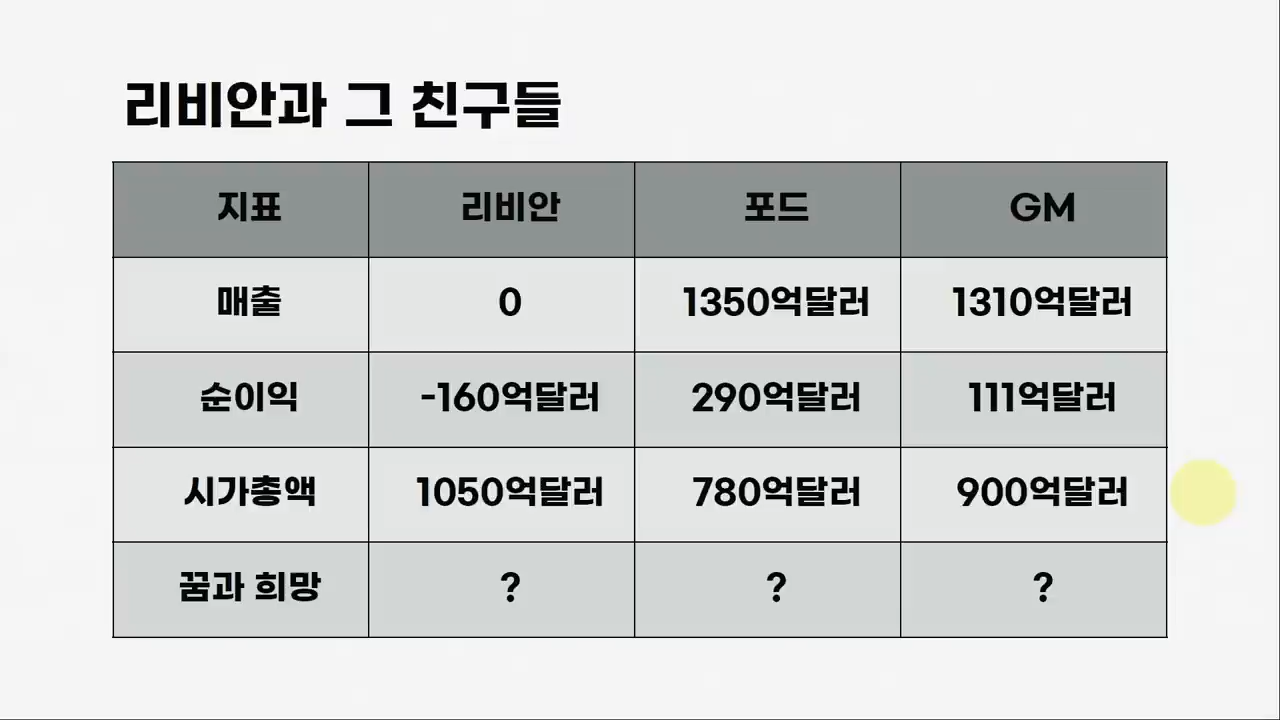 리비안과 그 친구들
지표 리비안 포드 GM
매출 0 1350억달러 1310억달러
순이익 -160억달러 290억달러 111억달러
시가총액 1050억달러 780억달러 900억달러
꿈과 희망 ? ? ?